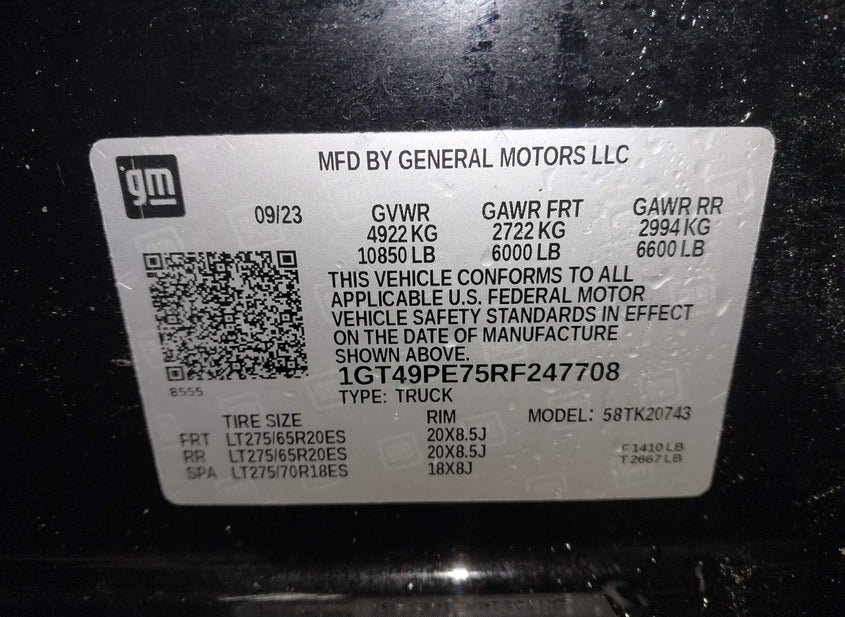 gm
MFD BY GENERAL MOTORS LLC
09/23 GVWR GAWR FRT GAWR RR
4922 KG 2722 KG 2994 KG
10850 LB 6000 LB 6600 LB
THIS VEHICLE CONFORMS TO ALL
APPLICABLE U.S. FEDERAL MOTOR
VEHICLE SAFETY STANDARDS IN EFFECT
ON THE DATE OF MANUFACTURE
SHOWN ABOVE.
8555
1GT49PE75RF247708
TYPE: TRUCK
TIRE SIZE RIM MODEL: 58TK20743
FRT LT275/65R20ES 20X8.5J
RR LT275/65R20ES 20X8.5J
SPA LT275/70R18ES 18X8J
F 1410 LB
T 2667 LB